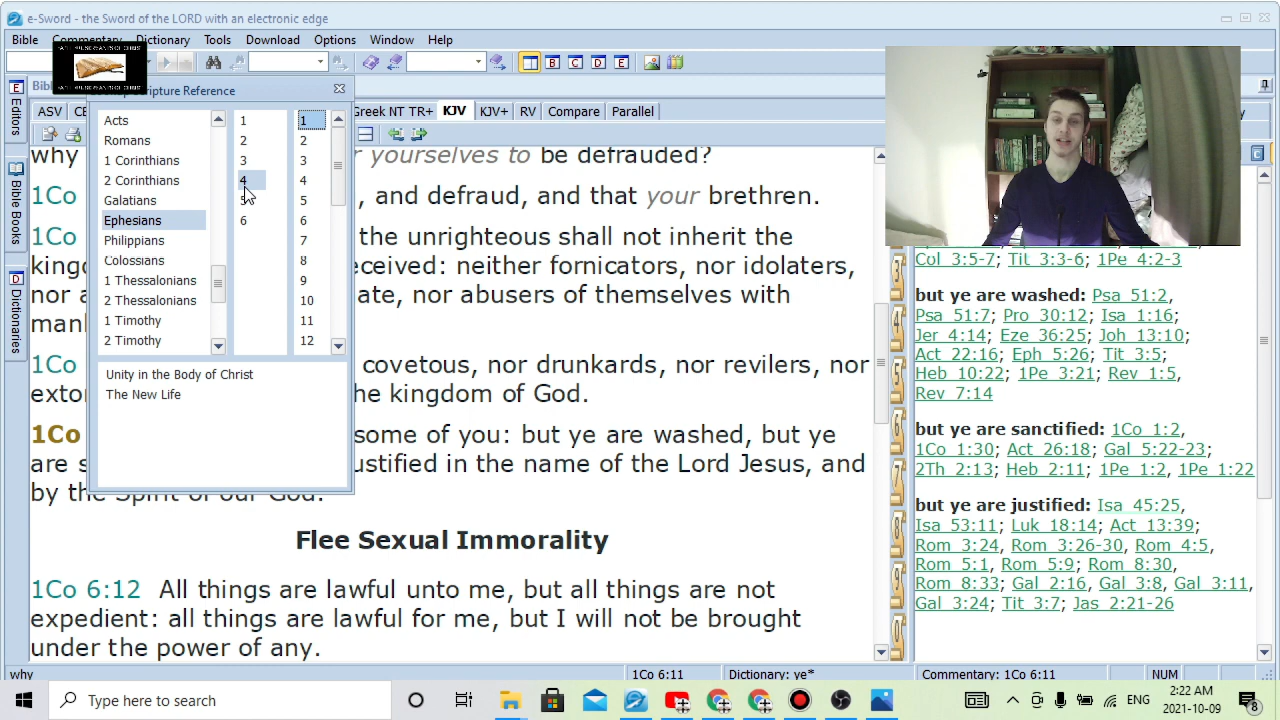 e-Sword - the Sword of the LORD with an electronic edge
Bible Commentary Dictionary Tools Download Options Window Help
Scripture Reference
Editors
Bible Books
Dictionaries
ASV Greek NT TR+ KJV KJV+ RV Compare Parallel
Acts
Romans
1 Corinthians
2 Corinthians
Galatians
Ephesians
Philippians
Colossians
1 Thessalonians
2 Thessalonians
1 Timothy
2 Timothy
1
2
3
4
5
6
1
2
3
4
5
6
7
8
9
10
11
12
Unity in the Body of Christ
The New Life
why yourselves to be defrauded?
1Co , and defraud, and that your brethren.
1Co the unrighteous shall not inherit the
eceived: neither fornicators, nor idolaters,
nor ate, nor abusers of themselves with
1Co covetous, nor drunkards, nor revilers, nor
he kingdom of God.
1Co some of you: but ye are washed, but ye
are s ustified in the name of the Lord Jesus, and
by the Spirit of our God.
Flee Sexual Immorality
1Co 6:12 All things are lawful unto me, but all things are not
expedient: all things are lawful for me, but I will not be brought
under the power of any.
Col 3:5-7; Tit 3:3-6; 1Pe 4:2-3
but ye are washed: Psa 51:2,
Psa 51:7; Pro 30:12; Isa 1:16;
Jer 4:14; Eze 36:25; Joh 13:10;
Act 22:16; Eph 5:26; Tit 3:5;
Heb 10:22; 1Pe 3:21; Rev 1:5,
Rev 7:14
but ye are sanctified: 1Co 1:2,
1Co 1:30; Act 26:18; Gal 5:22-23;
2Th 2:13; Heb 2:11; 1Pe 1:2, 1Pe 1:22
but ye are justified: Isa 45:25,
Isa 53:11; Luk 18:14; Act 13:39;
Rom 3:24, Rom 3:26-30, Rom 4:5,
Rom 5:1, Rom 5:9; Rom 8:30,
Rom 8:33; Gal 2:16, Gal 3:8, Gal 3:11,
Gal 3:24; Tit 3:7; Jas 2:21-26
why 1Co 6:11 Dictionary: ye* Commentary: 1Co 6:11 NUM
Type here to search
ENG
2:22 AM
2021-10-09
8